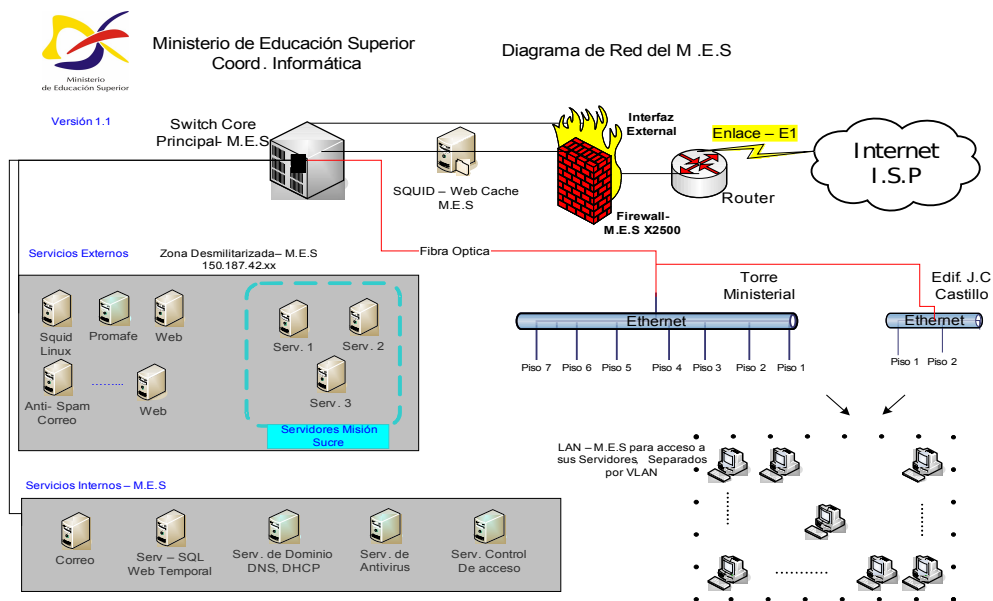 Ministerio
de Educación Superior
Ministerio de Educación Superior
Coord. Informática
Diagrama de Red del M .E.S
Versión 1.1
Switch Core
Principal- M.E.S
SQUID – Web Cache
M.E.S
Interfaz
External
Firewall-
M.E.S X2500
Enlace – E1
Router
Internet
I.S.P
Servicios Externos
Zona Desmilitarizada– M.E.S
150.187.42.xx
Fibra Optica
Squid
Linux
Promafe
Web
Anti- Spam
Correo
Web
Serv. 1
Serv. 2
Serv. 3
Servidores Misión
Sucre
Torre
Ministerial
Ethernet
Piso 7
Piso 6
Piso 5
Piso 4
Piso 3
Piso 2
Piso 1
Edif. J.C
Castillo
Ethernet
Piso 1
Piso 2
LAN – M.E.S para acceso a
sus Servidores, Separados
por VLAN
Servicios Internos – M.E.S
Correo
Serv – SQL
Web Temporal
Serv. de Dominio
DNS, DHCP
Serv. de
Antivirus
Serv. Control
De acceso